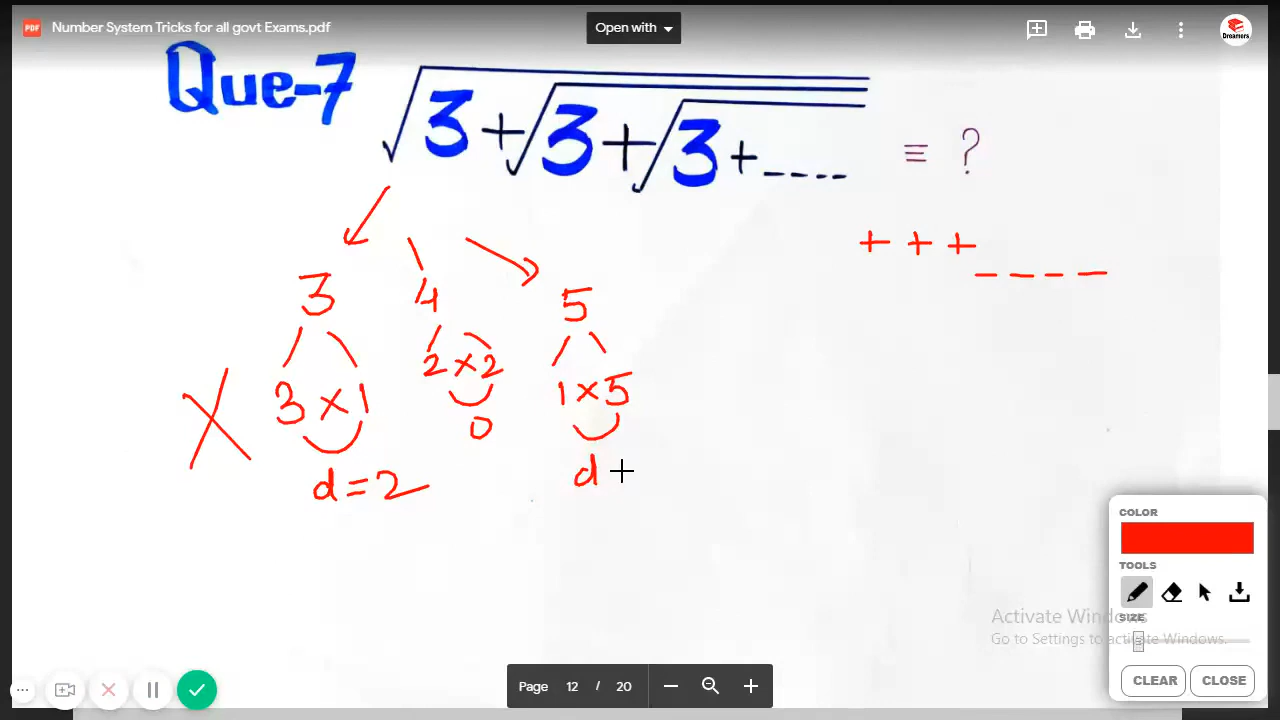 Number System Tricks for all govt Exams.pdf
Open with
Dreamers
Que-7 √3+√3+√3+---- ≡ ?
+ + +
----
3 4 5
3×1 2×2 1×5
0
d=2 d
COLOR
TOOLS
SIZE
Activate Windows
Go to Settings to activate Windows.
CLEAR CLOSE
Page 12 / 20